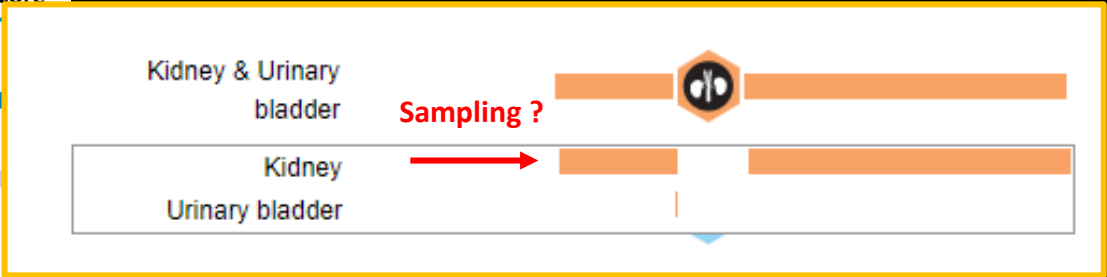 Kidney & Urinary
bladder
Sampling ?
Kidney
Urinary bladder